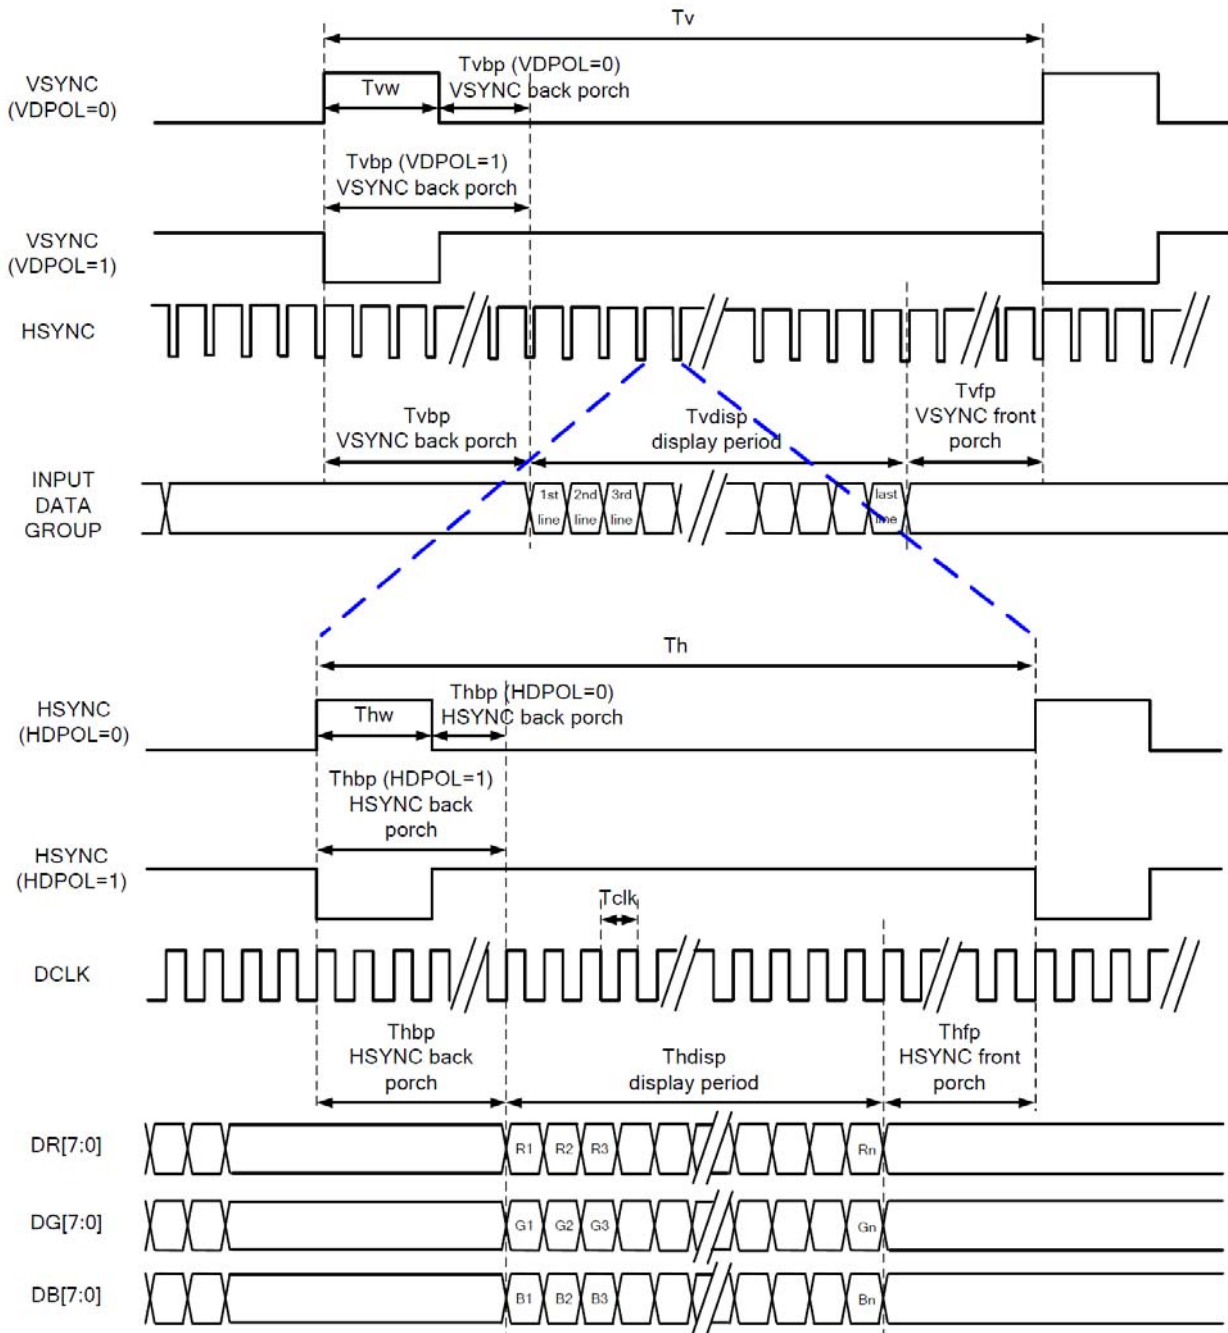 Tv
VSYNC
(VDPOL=0)
Tvw
Tvbp (VDPOL=0)
VSYNC back porch
Tvbp (VDPOL=1)
VSYNC back porch
VSYNC
(VDPOL=1)
HSYNC
Tvbp
VSYNC back porch
Tvdisp
display period
Tvfp
VSYNC front
porch
INPUT
DATA
GROUP
1st
line
2nd
line
3rd
line
last
line
Th
HSYNC
(HDPOL=0)
Thw
Thbp (HDPOL=0)
HSYNC back porch
Thbp (HDPOL=1)
HSYNC back
porch
HSYNC
(HDPOL=1)
Tclk
DCLK
Thbp
HSYNC back
porch
Thdisp
display period
Thfp
HSYNC front
porch
DR[7:0]
R1 R2 R3 Rn
DG[7:0]
G1 G2 G3 Gn
DB[7:0]
B1 B2 B3 Bn